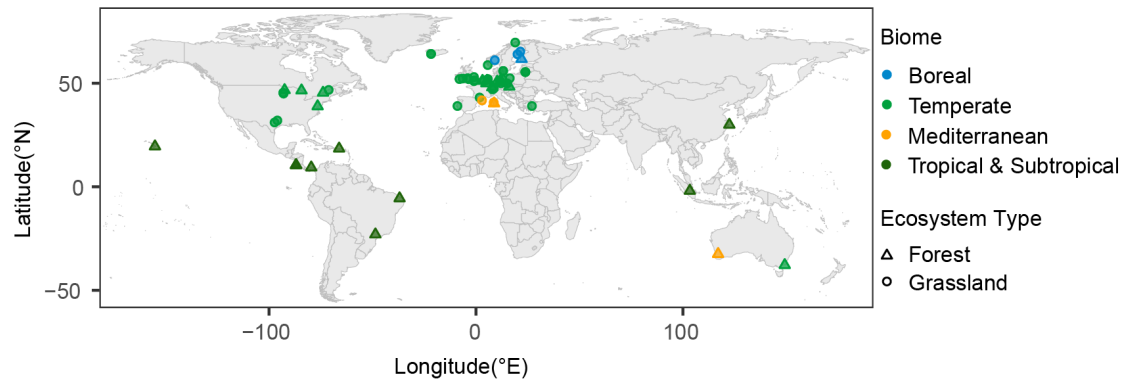 Latitude(°N)
50
0
−50
−100
0
100
Longitude(°E)
Biome
Boreal
Temperate
Mediterranean
Tropical & Subtropical
Ecosystem Type
Forest
Grassland